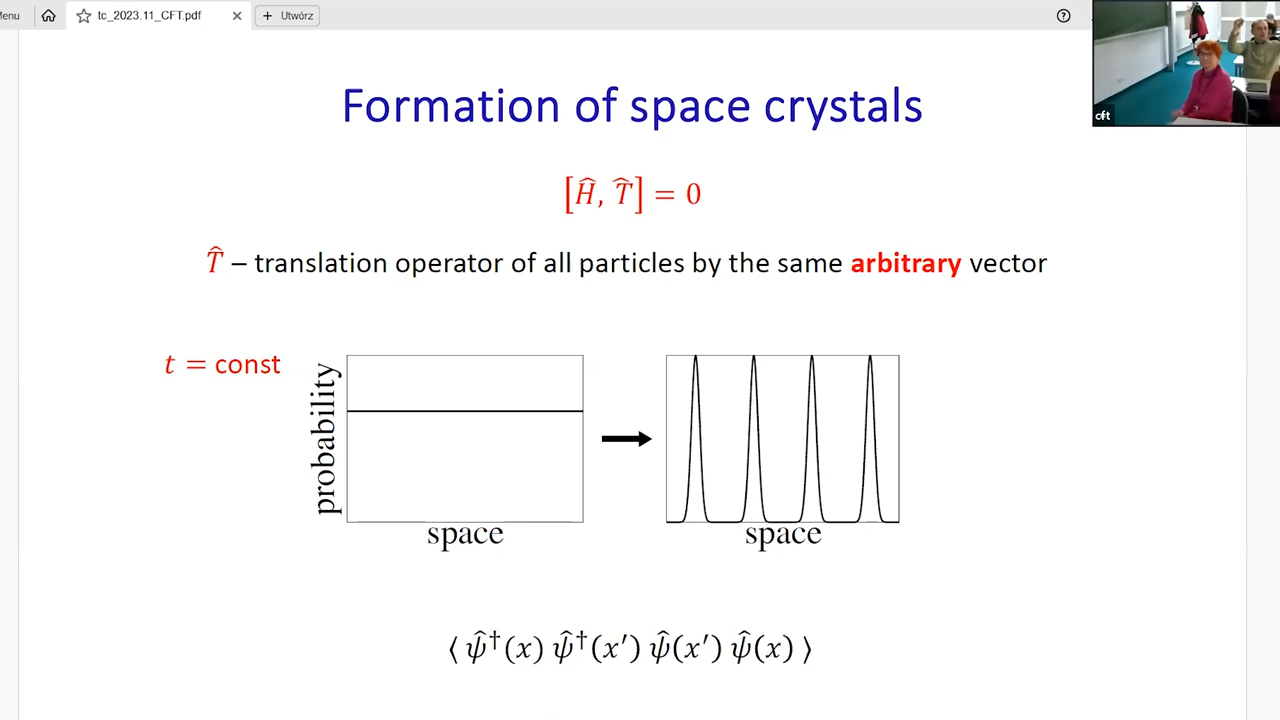 Menu
tc_2023.11_CFT.pdf
Utwórz
cft
Formation of space crystals
[Ĥ, T̂] = 0
T̂ – translation operator of all particles by the same arbitrary vector
t = const
probability
space
space
⟨ ψ̂†(x) ψ̂†(x′) ψ̂(x′) ψ̂(x) ⟩